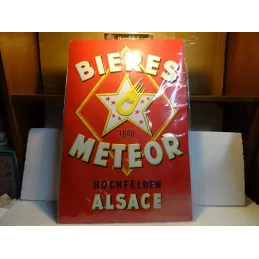 BIERES
1640
METEOR
HOCHFELDEN
ALSACE